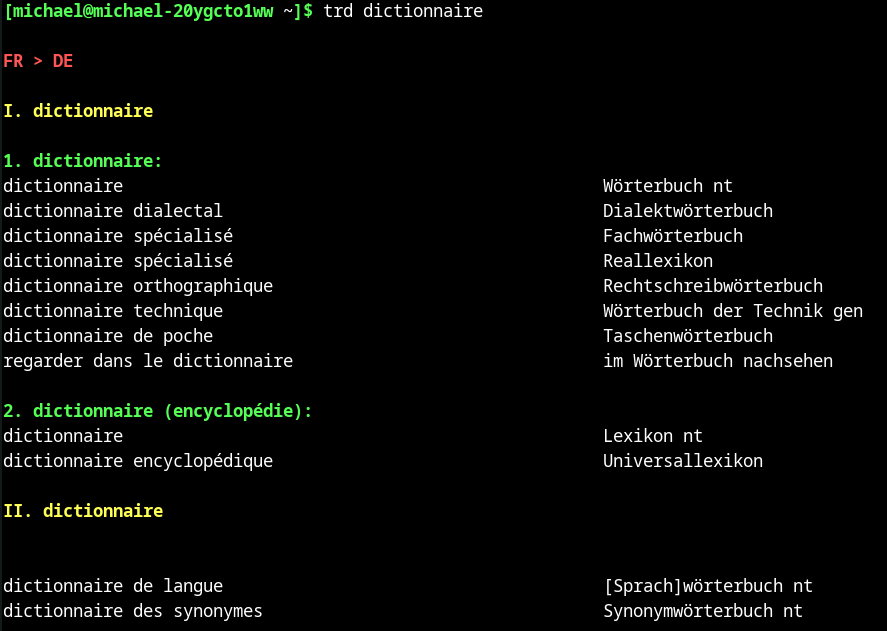 [michael@michael-20ygcto1ww ~]$ trd dictionnaire
FR > DE
I. dictionnaire
1. dictionnaire:
dictionnaire Wörterbuch nt
dictionnaire dialectal Dialektwörterbuch
dictionnaire spécialisé Fachwörterbuch
dictionnaire spécialisé Reallexikon
dictionnaire orthographique Rechtschreibwörterbuch
dictionnaire technique Wörterbuch der Technik gen
dictionnaire de poche Taschenwörterbuch
regarder dans le dictionnaire im Wörterbuch nachsehen
2. dictionnaire (encyclopédie):
dictionnaire Lexikon nt
dictionnaire encyclopédique Universallexikon
II. dictionnaire
dictionnaire de langue [Sprach]wörterbuch nt
dictionnaire des synonymes Synonymwörterbuch nt